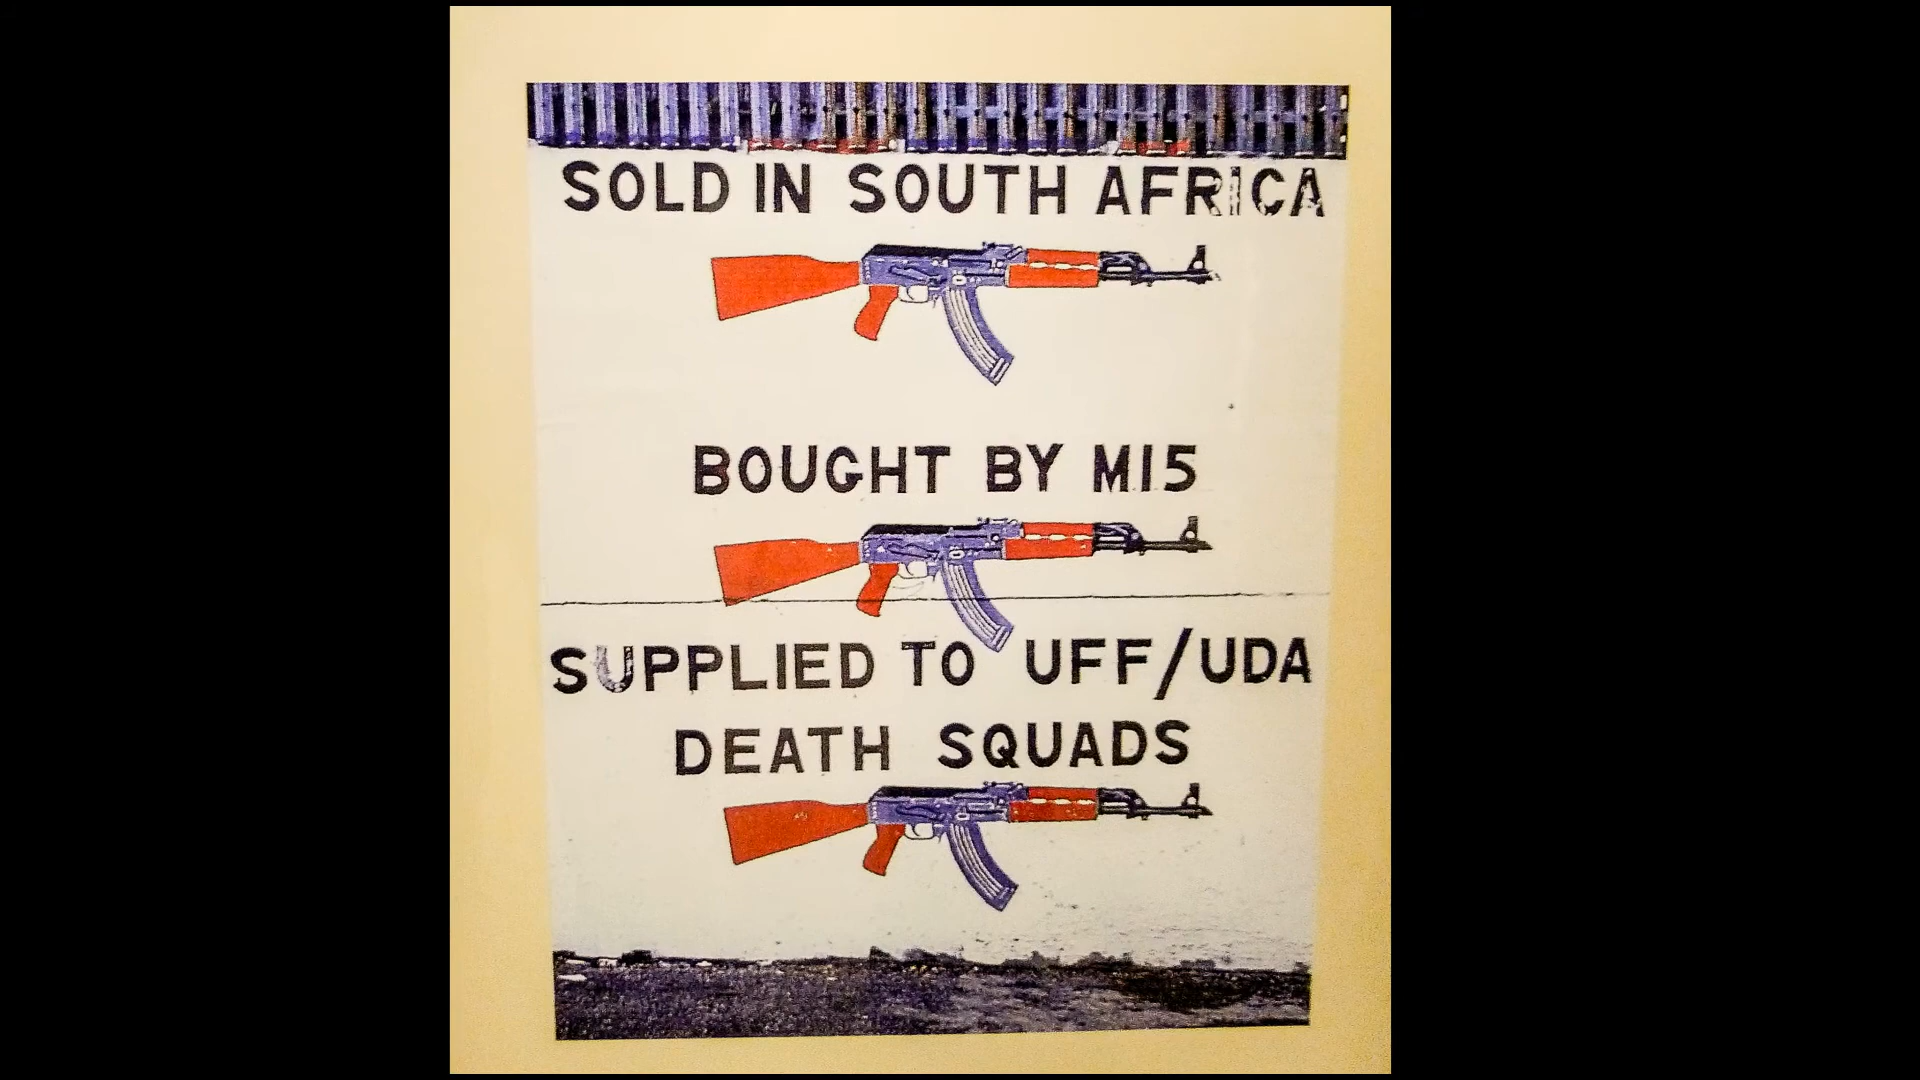 SOLD IN SOUTH AFRICA
BOUGHT BY MI5
SUPPLIED TO UFF/UDA
DEATH SQUADS